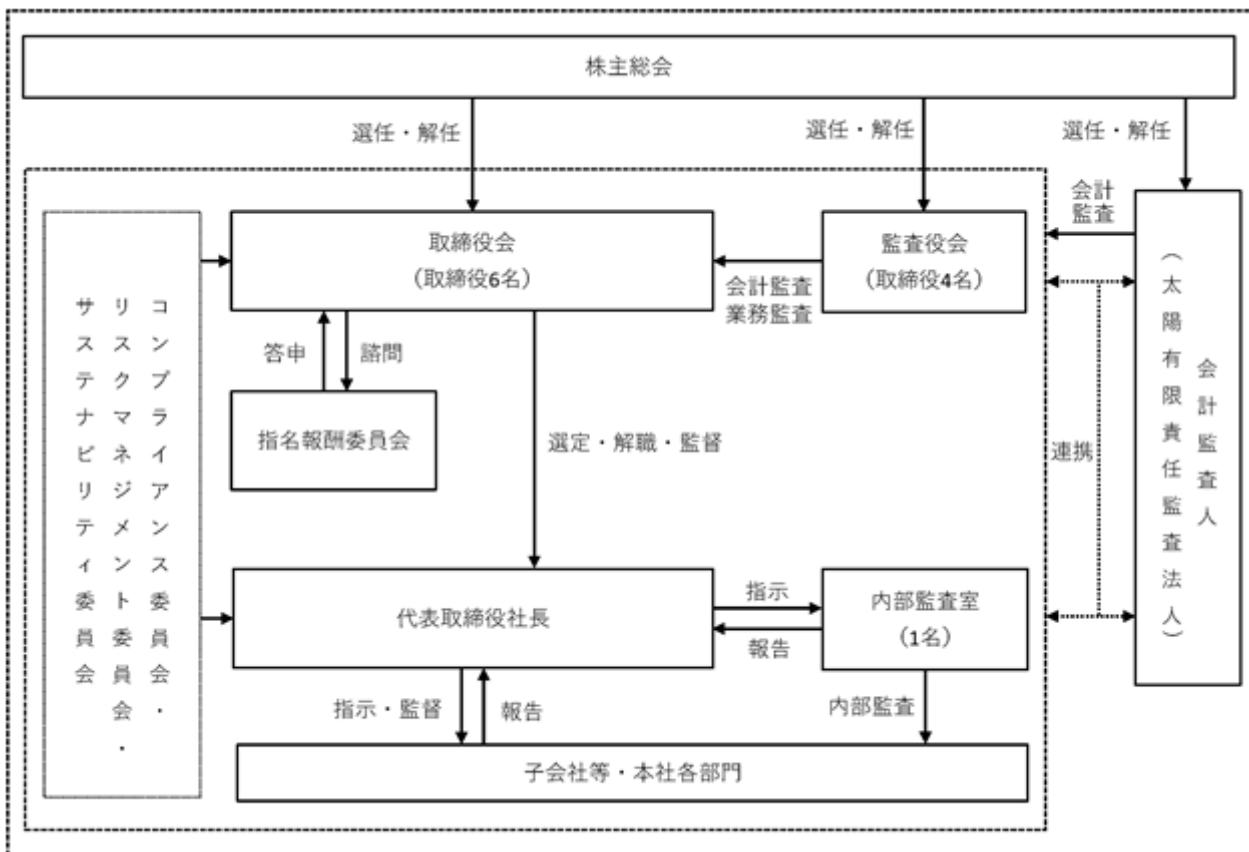 株主総会
選任・解任
選任・解任
選任・解任
会計
監査
取締役会
（取締役6名）
監査役会
（取締役4名）
会計監査
業務監査
コンプライアンス委員会・
リスクマネジメント委員会・
サステナビリティ委員会
答申
諮問
指名報酬委員会
選定・解職・監督
連携
会計監査人
（太陽有限責任監査法人）
代表取締役社長
指示
報告
内部監査室
（1名）
指示・監督
報告
内部監査
子会社等・本社各部門